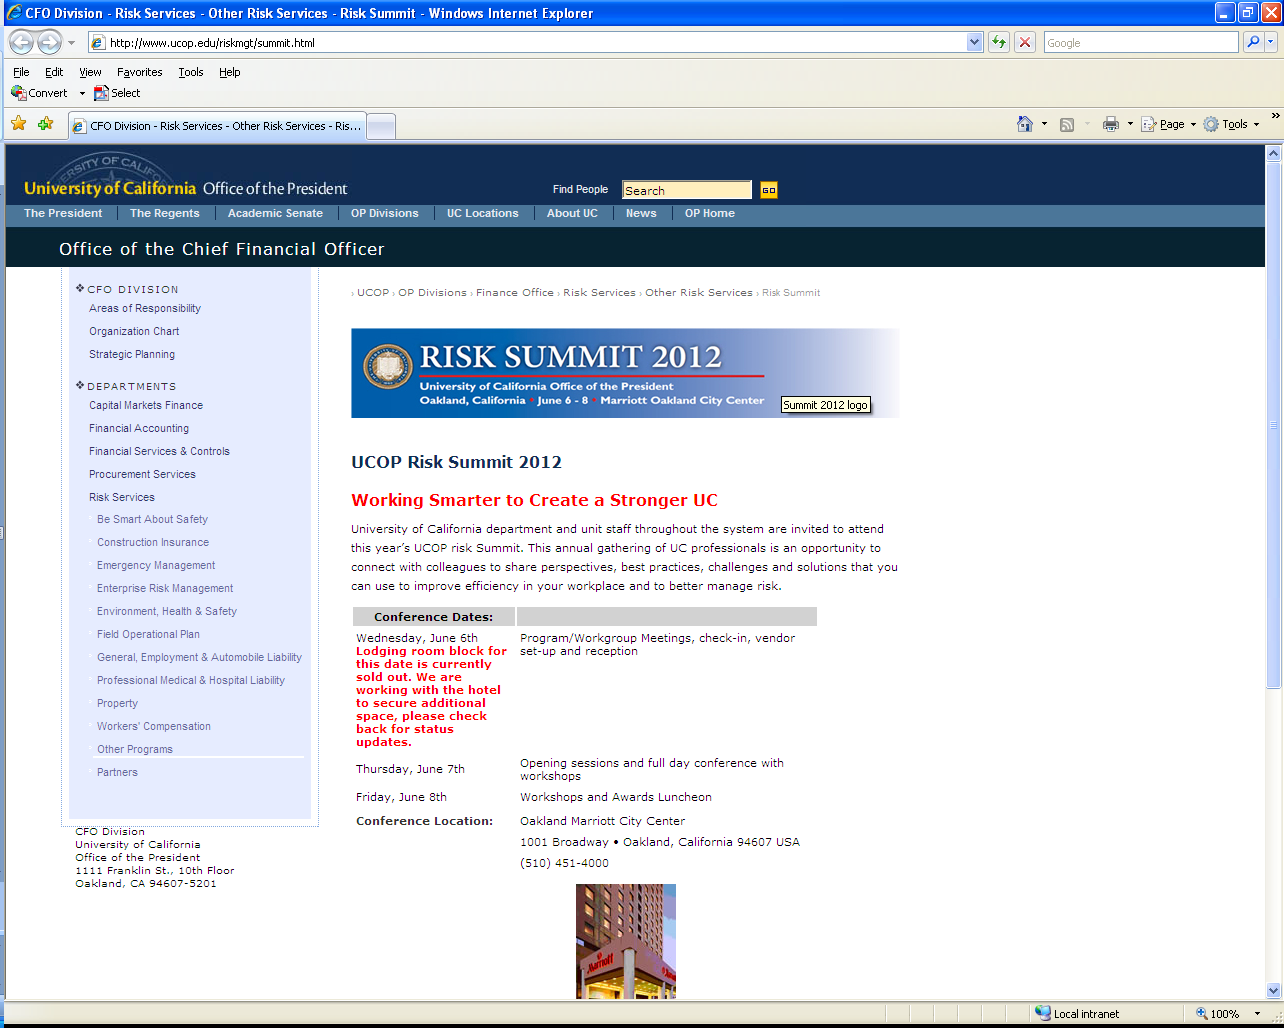 CFO Division - Risk Services - Other Risk Services - Risk Summit - Windows Internet Explorer
http://www.ucop.edu/riskmgt/summit.html
Google
File Edit View Favorites Tools Help
Convert Select
CFO Division - Risk Services - Other Risk Services - Ris...
Page Tools »
UNIVERSITY OF CALIF
University of California Office of the President
Find People Search GO
The President The Regents Academic Senate OP Divisions UC Locations About UC News OP Home
Office of the Chief Financial Officer
CFO DIVISION
Areas of Responsibility
Organization Chart
Strategic Planning
DEPARTMENTS
Capital Markets Finance
Financial Accounting
Financial Services & Controls
Procurement Services
Risk Services
Be Smart About Safety
Construction Insurance
Emergency Management
Enterprise Risk Management
Environment, Health & Safety
Field Operational Plan
General, Employment & Automobile Liability
Professional Medical & Hospital Liability
Property
Workers' Compensation
Other Programs
Partners
CFO Division
University of California
Office of the President
1111 Franklin St., 10th Floor
Oakland, CA 94607-5201
› UCOP › OP Divisions › Finance Office › Risk Services › Other Risk Services › Risk Summit
RISK SUMMIT 2012
University of California Office of the President
Oakland, California • June 6 - 8 • Marriott Oakland City Center
Summit 2012 logo
UCOP Risk Summit 2012
Working Smarter to Create a Stronger UC
University of California department and unit staff throughout the system are invited to attend
this year's UCOP risk Summit. This annual gathering of UC professionals is an opportunity to
connect with colleagues to share perspectives, best practices, challenges and solutions that you
can use to improve efficiency in your workplace and to better manage risk.
Conference Dates:
Wednesday, June 6th
Lodging room block for
this date is currently
sold out. We are
working with the hotel
to secure additional
space, please check
back for status
updates.
Program/Workgroup Meetings, check-in, vendor
set-up and reception
Thursday, June 7th
Opening sessions and full day conference with
workshops
Friday, June 8th
Workshops and Awards Luncheon
Conference Location:
Oakland Marriott City Center
1001 Broadway • Oakland, California 94607 USA
(510) 451-4000
Marriott
Local intranet
100%